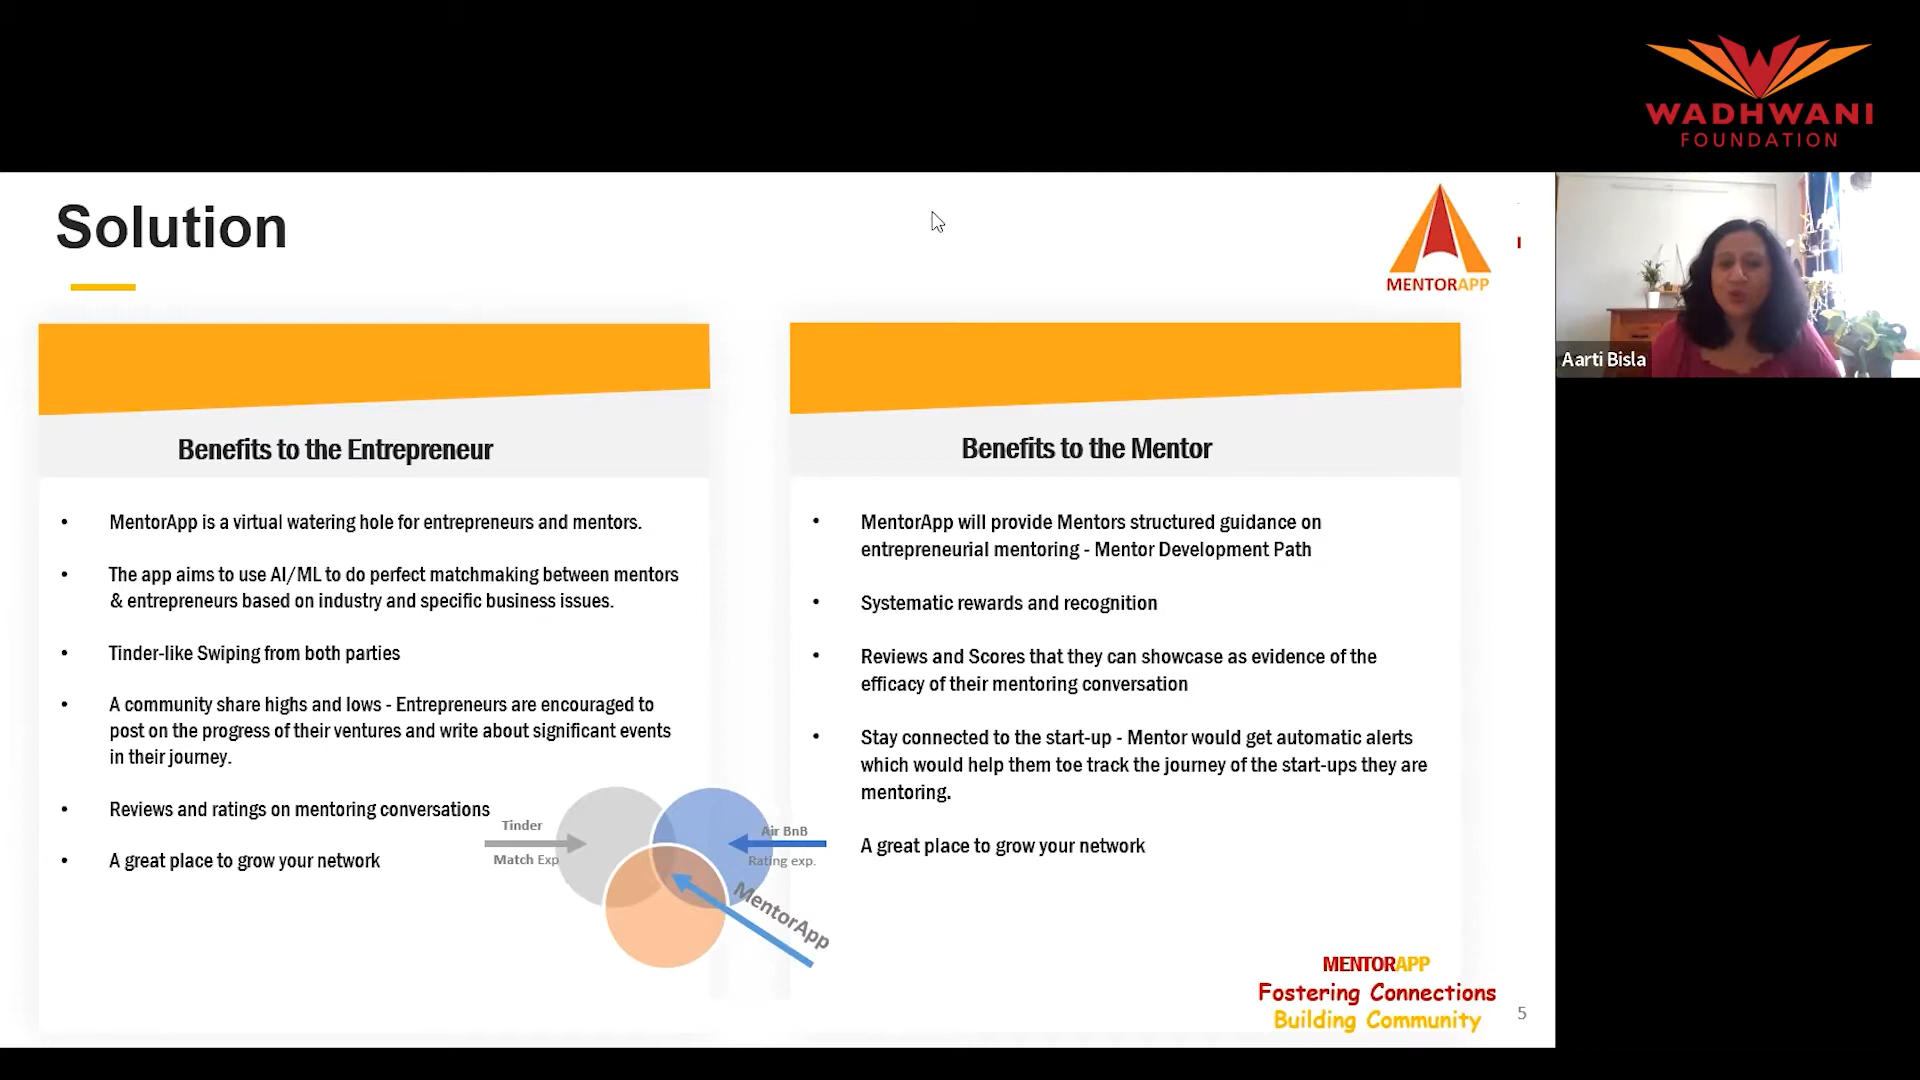 WADHWANI
FOUNDATION
Solution
MENTORAPP
Aarti Bisla
Benefits to the Entrepreneur
• MentorApp is a virtual watering hole for entrepreneurs and mentors.
• The app aims to use AI/ML to do perfect matchmaking between mentors
& entrepreneurs based on industry and specific business issues.
• Tinder-like Swiping from both parties
• A community share highs and lows - Entrepreneurs are encouraged to
post on the progress of their ventures and write about significant events
in their journey.
• Reviews and ratings on mentoring conversations
• A great place to grow your network
Tinder
Match Exp
Air BnB
Rating exp.
MentorApp
Benefits to the Mentor
• MentorApp will provide Mentors structured guidance on
entrepreneurial mentoring - Mentor Development Path
• Systematic rewards and recognition
• Reviews and Scores that they can showcase as evidence of the
efficacy of their mentoring conversation
• Stay connected to the start-up - Mentor would get automatic alerts
which would help them toe track the journey of the start-ups they are
mentoring.
A great place to grow your network
MENTORAPP
Fostering Connections
Building Community
5